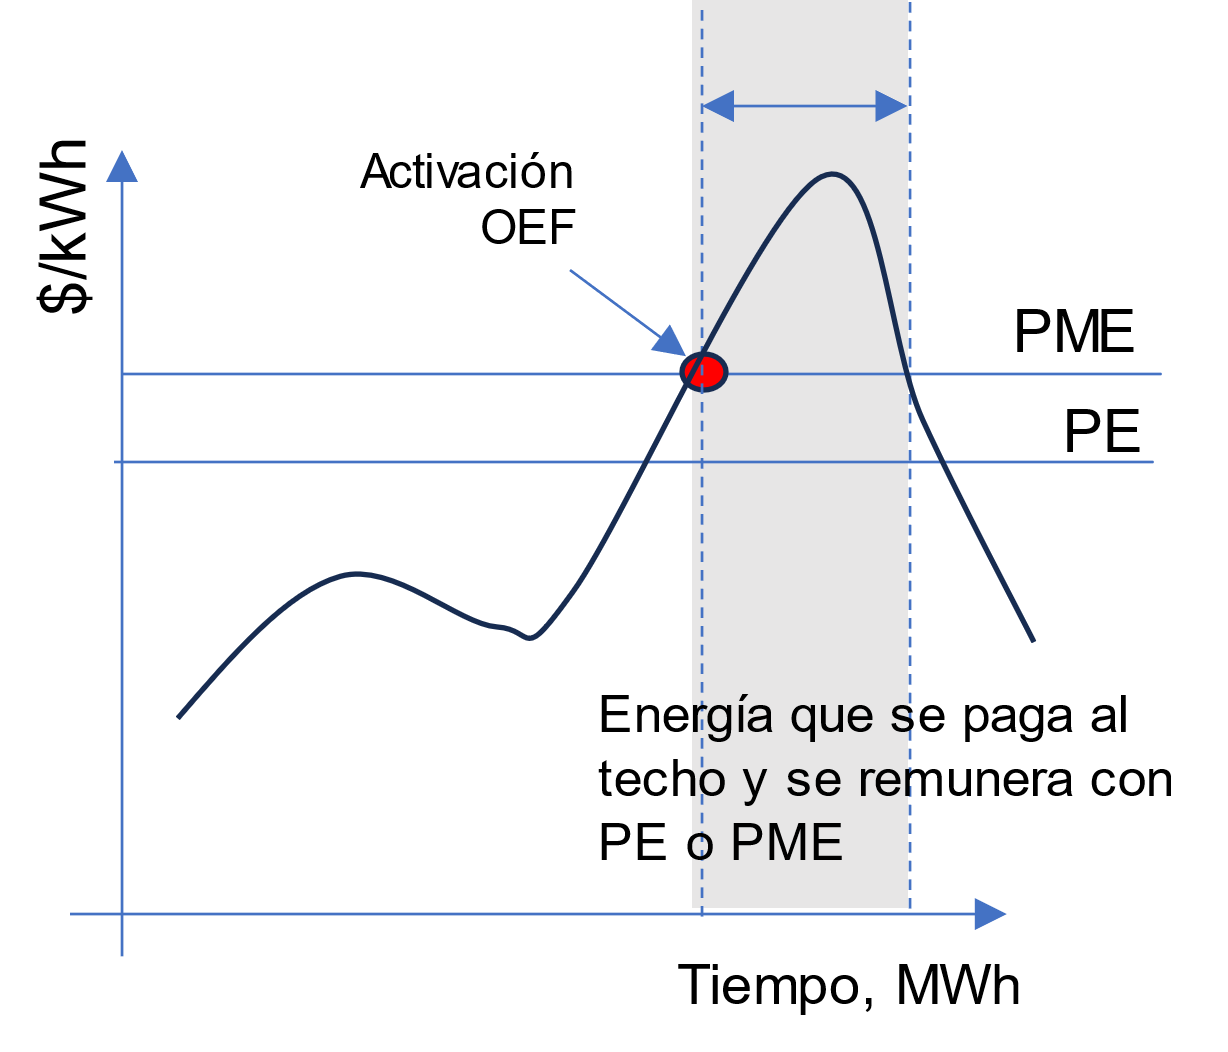 $/kWh
Activación
OEF
PME
PE
Energía que se paga al
techo y se remunera con
PE o PME
Tiempo, MWh